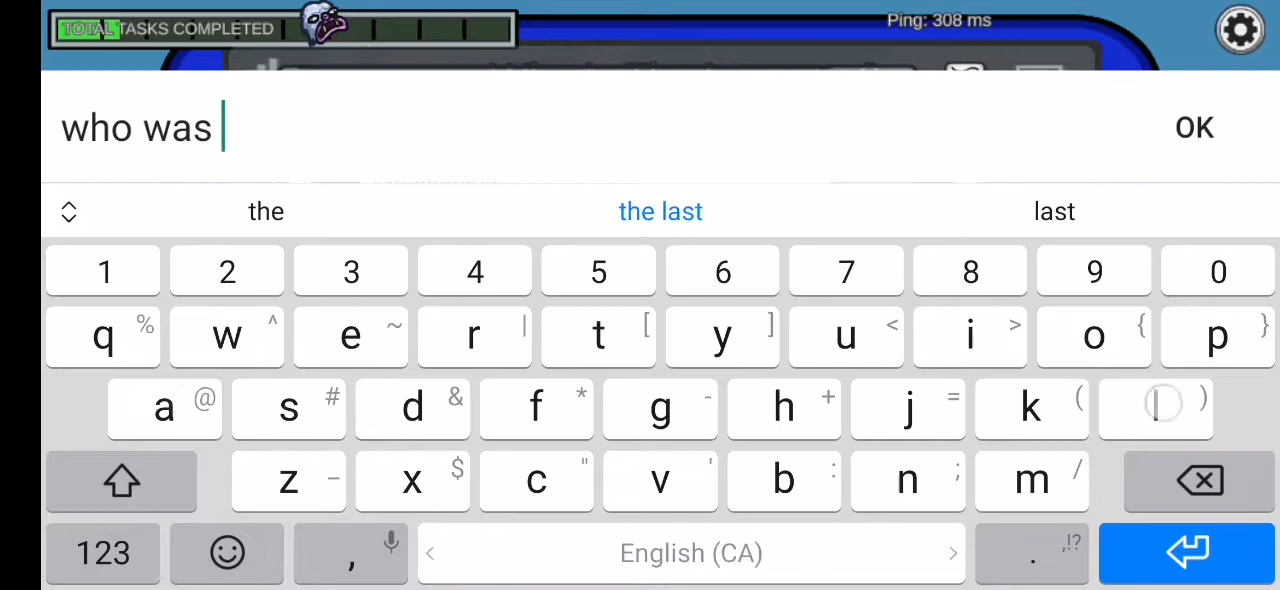 TOTAL TASKS COMPLETED
Ping: 308 ms
who was
OK
the the last last
1 2 3 4 5 6 7 8 9 0
q % w ^ e ~ r | t [ y ] u < i > o { p }
a @ s # d & f * g - h + j = k ( l )
z _ x $ c " v ' b : n ; m /
123 , < English (CA) > . ,!?